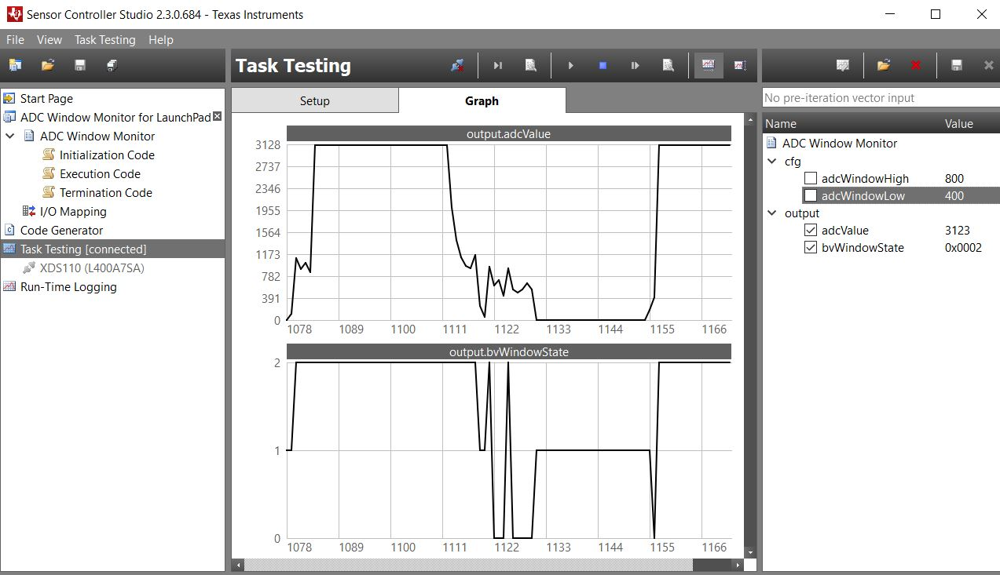 Sensor Controller Studio 2.3.0.684 - Texas Instruments
File View Task Testing Help
Task Testing
Start Page
ADC Window Monitor for LaunchPad
ADC Window Monitor
Initialization Code
Execution Code
Termination Code
I/O Mapping
Code Generator
Task Testing [connected]
XDS110 (L400A7SA)
Run-Time Logging
Setup Graph
output.adcValue
3128
2737
2346
1955
1564
1173
782
391
0
1078 1089 1100 1111 1122 1133 1144 1155 1166
output.bvWindowState
2
1
0
1078 1089 1100 1111 1122 1133 1144 1155 1166
No pre-iteration vector input
Name Value
ADC Window Monitor
cfg
adcWindowHigh 800
adcWindowLow 400
output
adcValue 3123
bvWindowState 0x0002